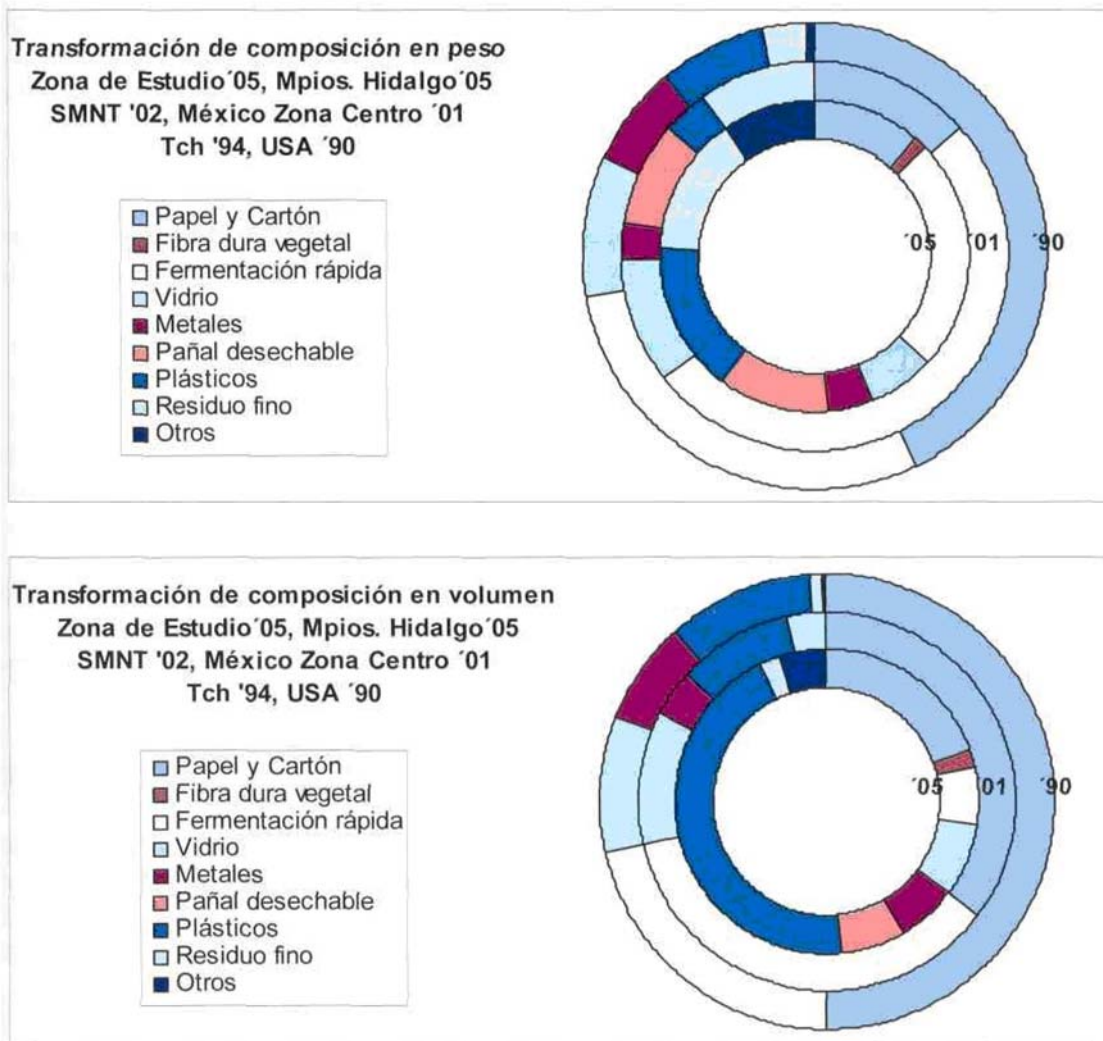 Transformación de composición en peso
Zona de Estudio´05, Mpios. Hidalgo´05
SMNT '02, México Zona Centro ´01
Tch '94, USA ´90
Papel y Cartón
Fibra dura vegetal
Fermentación rápida
Vidrio
Metales
Pañal desechable
Plásticos
Residuo fino
Otros
´05 ´01 ´90
Transformación de composición en volumen
Zona de Estudio´05, Mpios. Hidalgo´05
SMNT '02, México Zona Centro ´01
Tch '94, USA ´90
Papel y Cartón
Fibra dura vegetal
Fermentación rápida
Vidrio
Metales
Pañal desechable
Plásticos
Residuo fino
Otros
´05 ´01 ´90